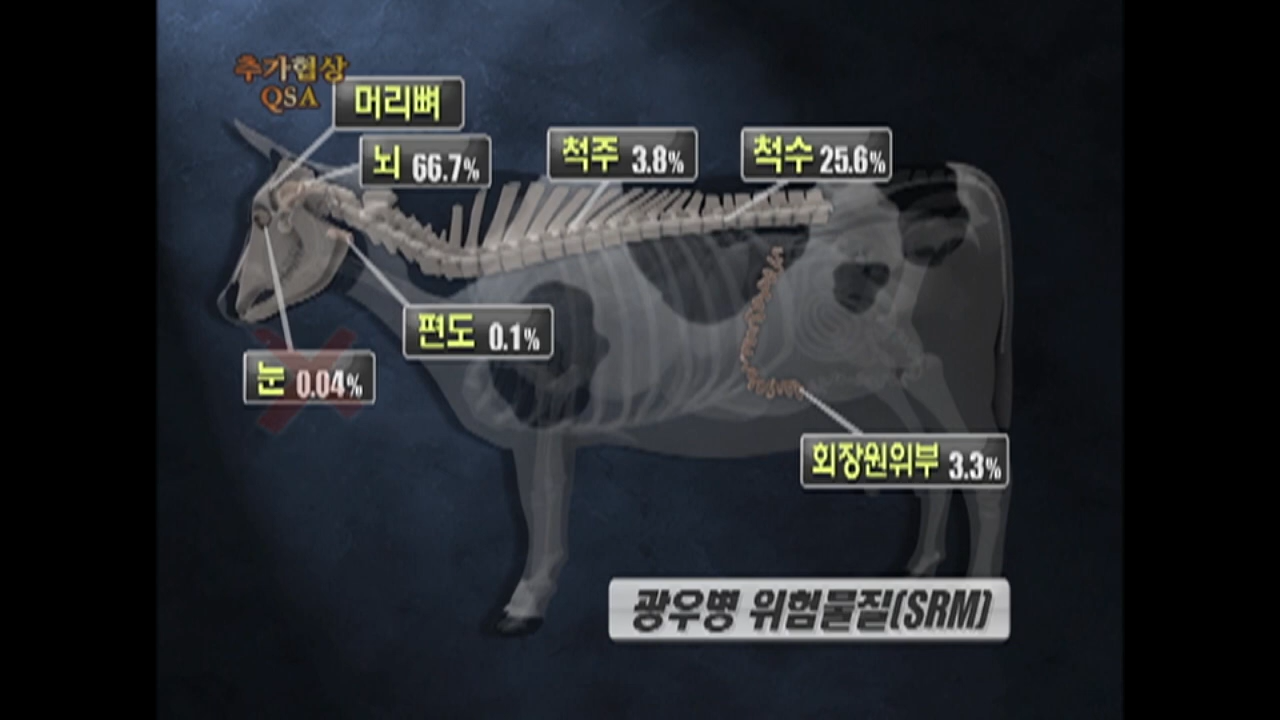 추가협상
QSA
머리뼈
뇌 66.7%
척주 3.8%
척수 25.6%
편도 0.1%
눈 0.04%
회장원위부 3.3%
광우병 위험물질(SRM)